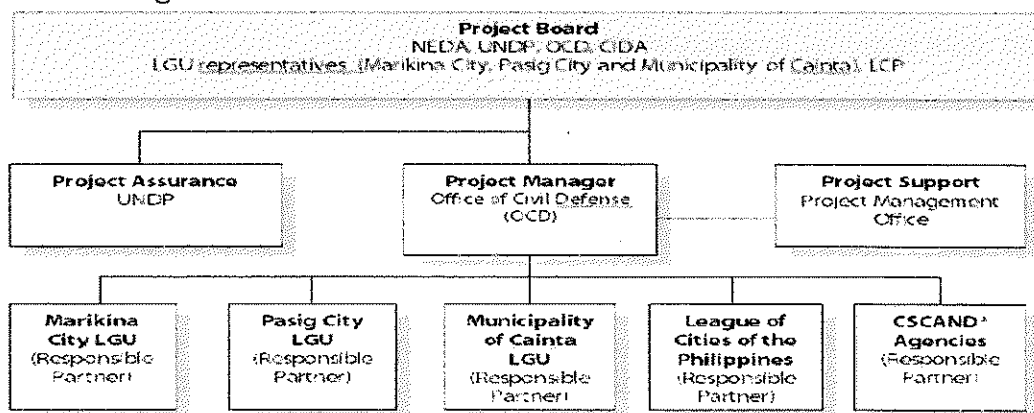 Project Board
NEDA, UNDP, OCD, CIDA
LGU representatives (Marikina City, Pasig City and Municipality of Cainta), LCP
Project Assurance
UNDP
Project Manager
Office of Civil Defense
(OCD)
Project Support
Project Management
Office
Marikina
City LGU
(Responsible
Partner)
Pasig City
LGU
(Responsible
Partner)
Municipality
of Cainta
LGU
(Responsible
Partner)
League of
Cities of the
Philippines
(Responsible
Partner)
CSCAND
Agencies
(Responsible
Partner)